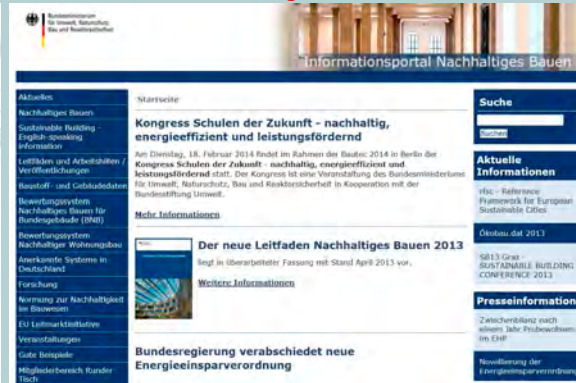 Bundesministerium
für Umwelt, Naturschutz,
Bau und Reaktorsicherheit
Informationsportal Nachhaltiges Bauen
Aktuelles
Nachhaltiges Bauen
Sustainable Building -
English-speaking
information
Leitfäden und Arbeitshilfen /
Veröffentlichungen
Baustoff- und Gebäudedaten
Bewertungssystem
Nachhaltiges Bauen für
Bundesgebäude (BNB)
Bewertungssystem
Nachhaltiger Wohnungsbau
Anerkannte Systeme in
Deutschland
Forschung
Normung zur Nachhaltigkeit
im Bauwesen
EU Leitmarktinitiative
Veranstaltungen
Gute Beispiele
Mitgliederbereich Runder
Tisch
Startseite
Kongress Schulen der Zukunft - nachhaltig,
energieeffizient und leistungsfördernd
Am Dienstag, 18. Februar 2014 findet im Rahmen der Bautec 2014 in Berlin der
Kongress Schulen der Zukunft - nachhaltig, energieeffizient und
leistungsfördernd statt. Der Kongress ist eine Veranstaltung des Bundesministeriums
für Umwelt, Naturschutz, Bau und Reaktorsicherheit in Kooperation mit der
Bundesstiftung Umwelt.
Mehr Informationen
Der neue Leitfaden Nachhaltiges Bauen 2013
liegt in überarbeiteter Fassung mit Stand April 2013 vor.
Weitere Informationen
Bundesregierung verabschiedet neue
Energieeinsparverordnung
Suche
Suchen
Aktuelle
Informationen
rfsc - Reference
Framework for European
Sustainable Cities
Ökobau.dat 2013
SB13 Graz -
SUSTAINABLE BUILDING
CONFERENCE 2013
Presseinformation
Zwischenbilanz nach
einem Jahr Probewohnen
im EHP
Novellierung der
Energieeinsparverordnung